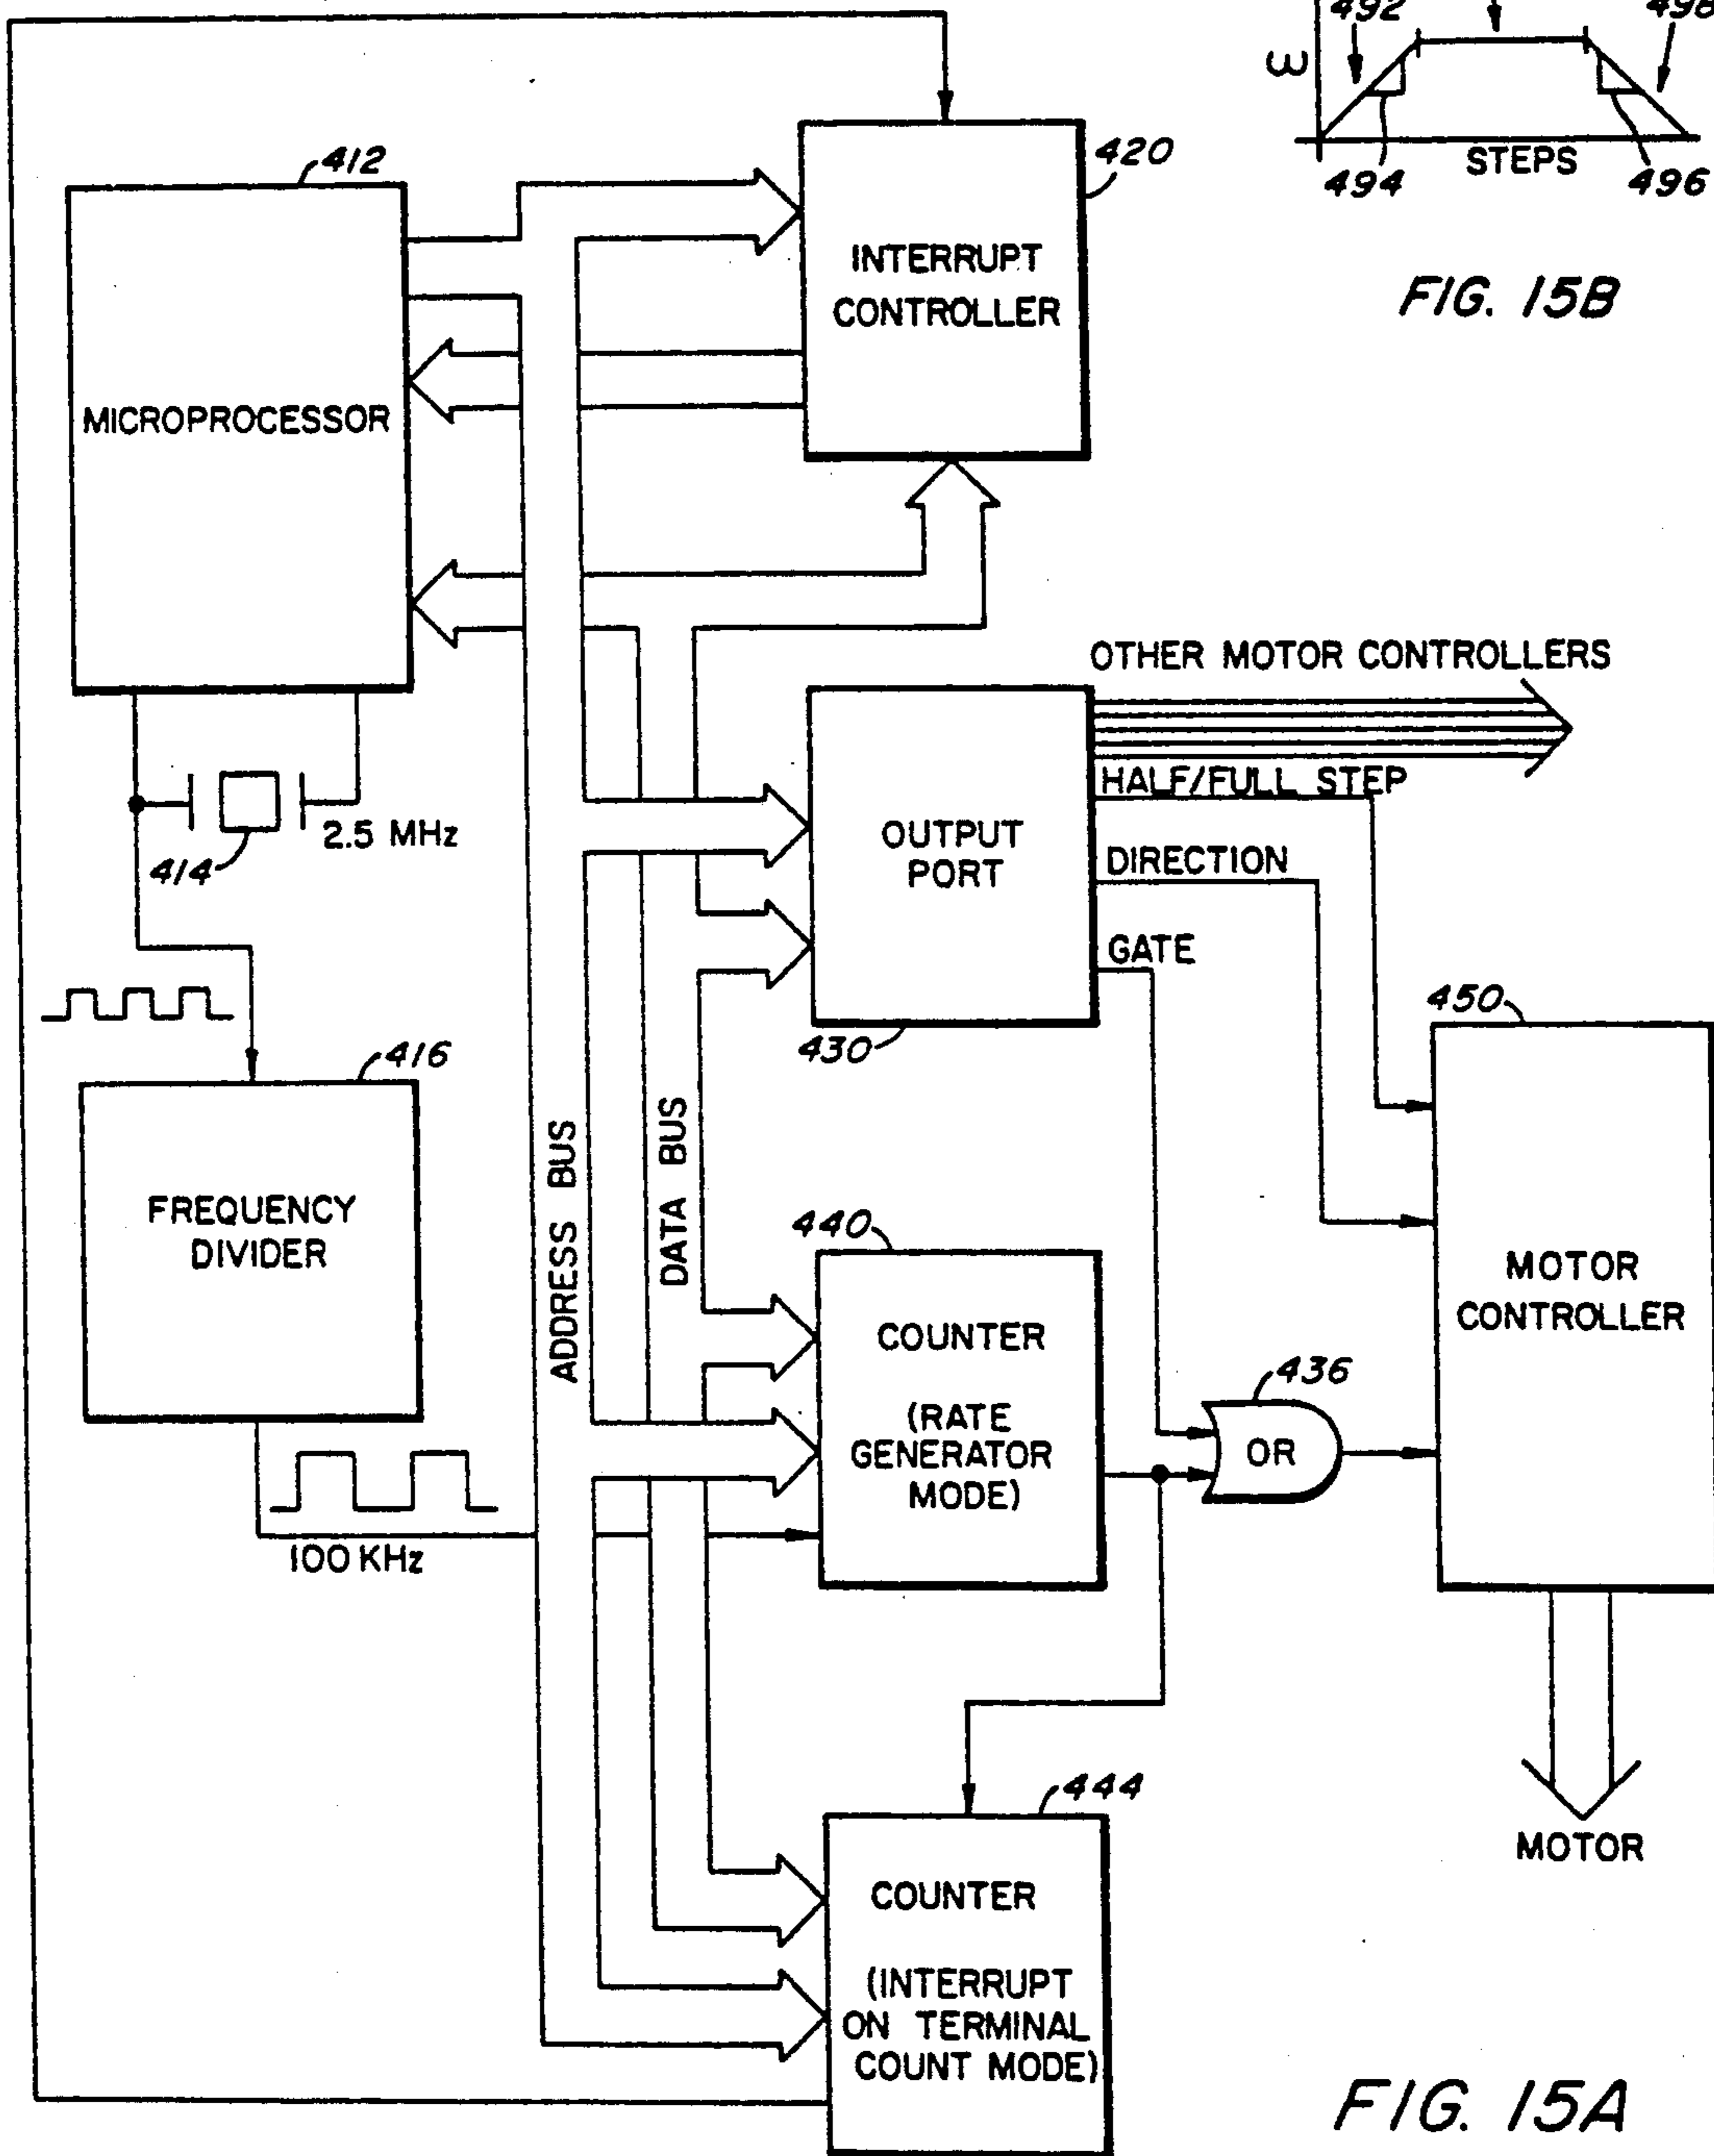 492
498
ω
STEPS
494
496
FIG. 15B
412
420
INTERRUPT
CONTROLLER
MICROPROCESSOR
OTHER MOTOR CONTROLLERS
HALF/FULL STEP
2.5 MHz
414
OUTPUT
PORT
DIRECTION
GATE
430
450
416
FREQUENCY
DIVIDER
ADDRESS BUS
DATA BUS
440
COUNTER
(RATE
GENERATOR
MODE)
436
OR
MOTOR
CONTROLLER
100 KHz
444
COUNTER
(INTERRUPT
ON TERMINAL
COUNT MODE)
MOTOR
FIG. 15A